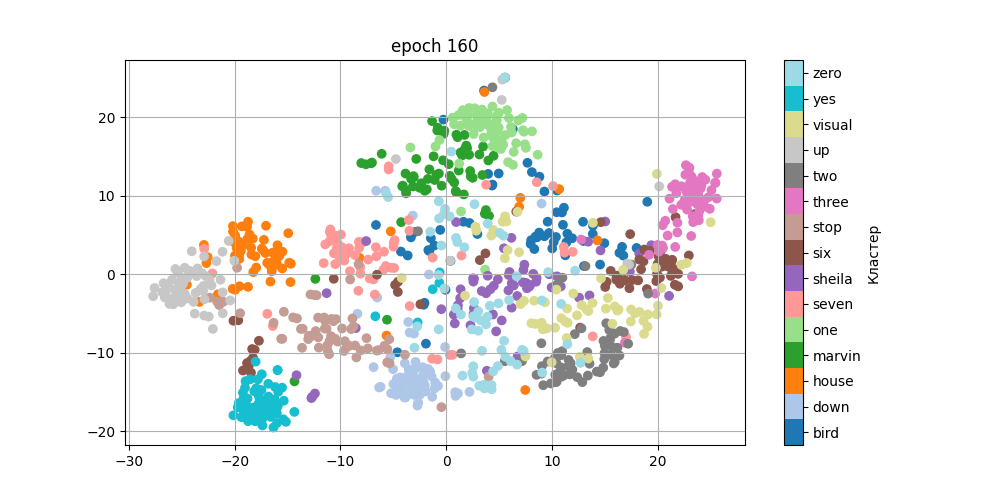 epoch 160
20
10
0
−10
−20
−30
−20
−10
0
10
20
zero
yes
visual
up
two
three
stop
six
sheila
seven
one
marvin
house
down
bird
Кластер